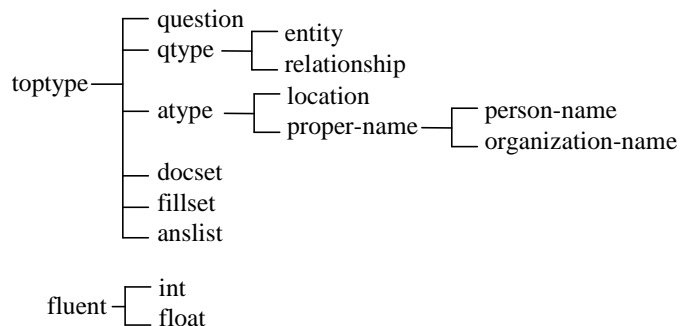 question
qtype
entity
relationship
toptype
atype
location
proper-name
person-name
organization-name
docset
fillset
anslist
fluent
int
float